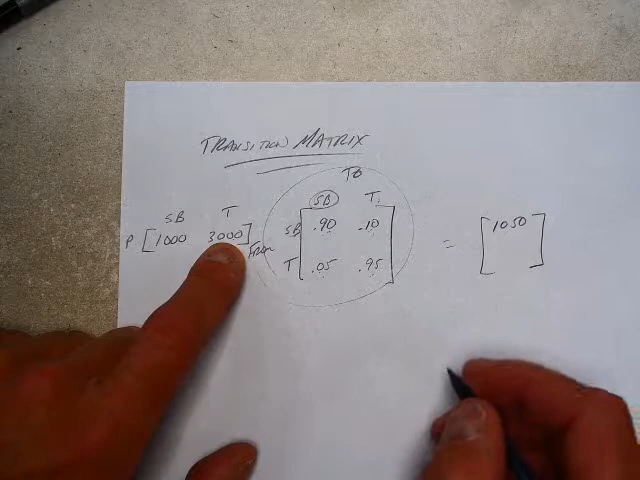 TRANSITION MATRIX
TO
SB T SB T
P [1000 3000] From SB .90 .10 = [1050
T .05 .95 ]